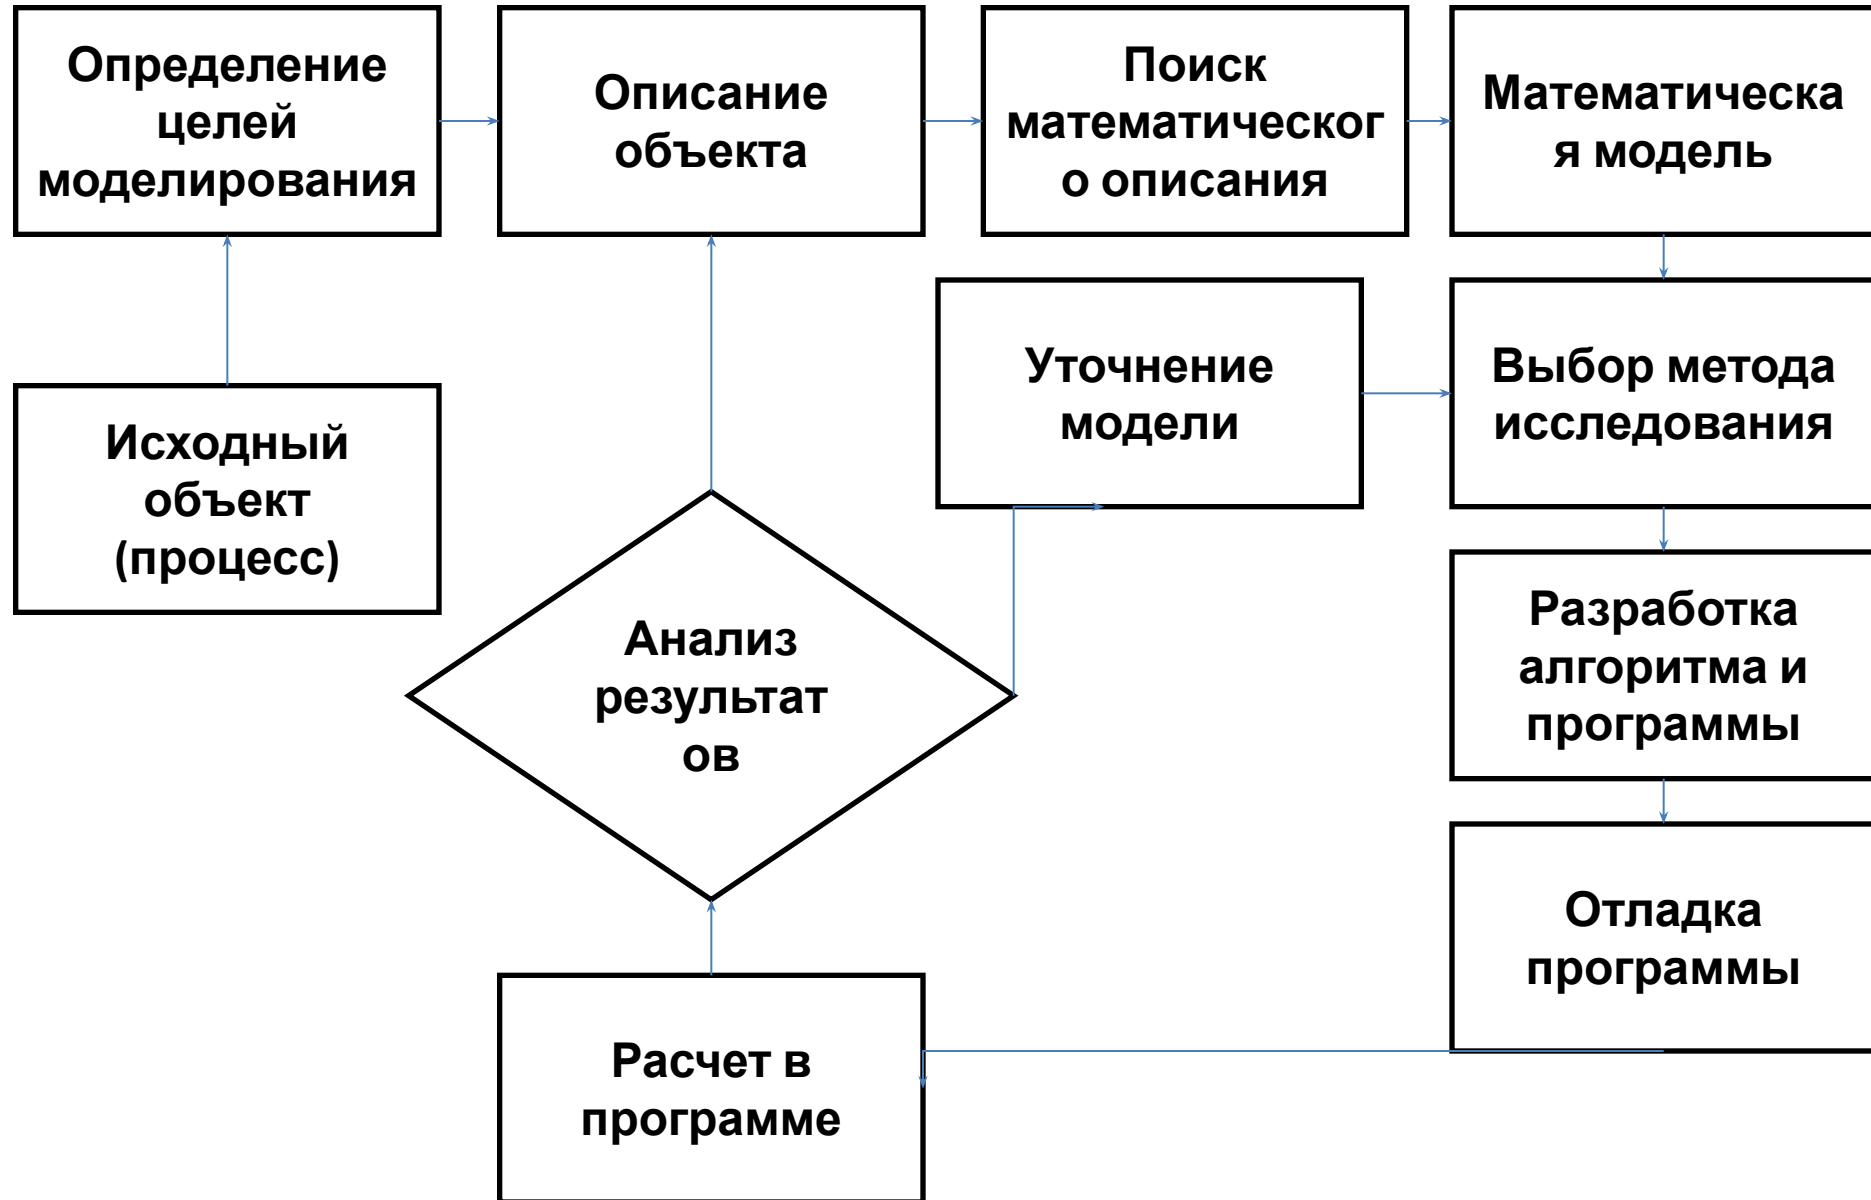 Определение
целей
моделирования
Описание
объекта
Поиск
математическог
о описания
Математическа
я модель
Уточнение
модели
Выбор метода
исследования
Исходный
объект
(процесс)
Анализ
результат
ов
Разработка
алгоритма и
программы
Отладка
программы
Расчет в
программе